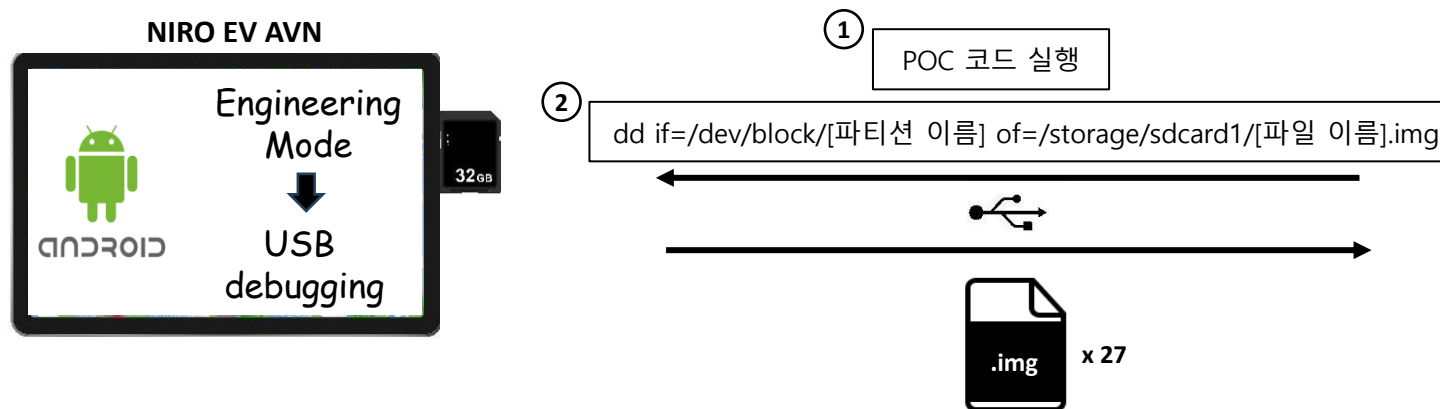 NIRO EV AVN
Engineering
Mode
USB
debugging
android
32GB
1
POC 코드 실행
2
dd if=/dev/block/[파티션 이름] of=/storage/sdcard1/[파일 이름].img
.img
x 27